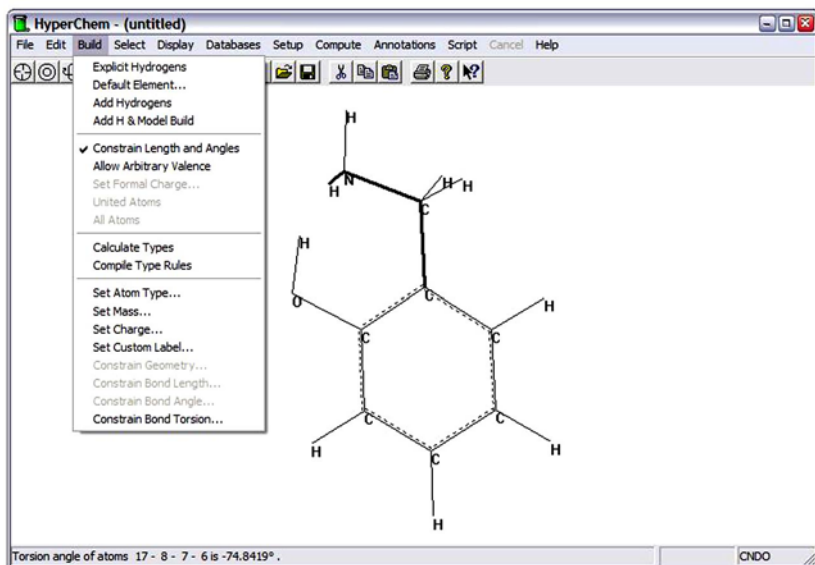 HyperChem - (untitled)
File Edit Build Select Display Databases Setup Compute Annotations Script Cancel Help
Explicit Hydrogens
Default Element...
Add Hydrogens
Add H & Model Build
Constrain Length and Angles
Allow Arbitrary Valence
Set Formal Charge...
United Atoms
All Atoms
Calculate Types
Compile Type Rules
Set Atom Type...
Set Mass...
Set Charge...
Set Custom Label...
Constrain Geometry...
Constrain Bond Length...
Constrain Bond Angle...
Constrain Bond Torsion...
H
H N H H
C
H
O C H
C C
C C
H C H
H
Torsion angle of atoms 17 - 8 - 7 - 6 is -74.8419° .
CNDO